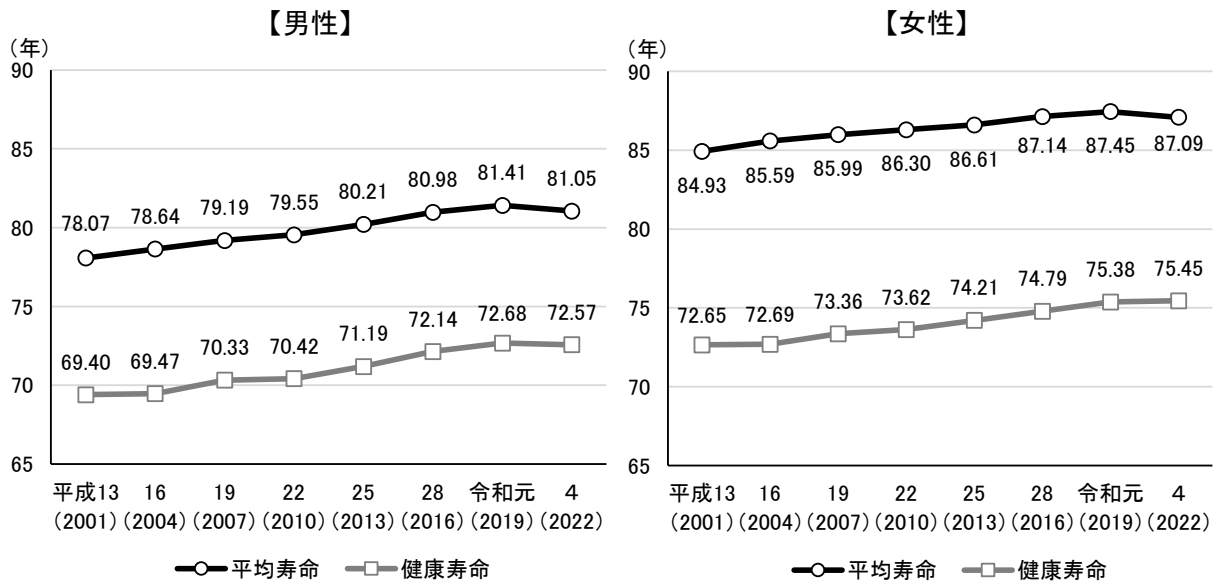 【男性】
（年）
90
85
80
75
70
65
78.07 78.64 79.19 79.55 80.21 80.98 81.41 81.05
69.40 69.47 70.33 70.42 71.19 72.14 72.68 72.57
平成13 16 19 22 25 28 令和元 4
（2001）（2004）（2007）（2010）（2013）（2016）（2019）（2022）
平均寿命 健康寿命
【女性】
（年）
90
85
80
75
70
65
84.93 85.59 85.99 86.30 86.61 87.14 87.45 87.09
72.65 72.69 73.36 73.62 74.21 74.79 75.38 75.45
平成13 16 19 22 25 28 令和元 4
（2001）（2004）（2007）（2010）（2013）（2016）（2019）（2022）
平均寿命 健康寿命